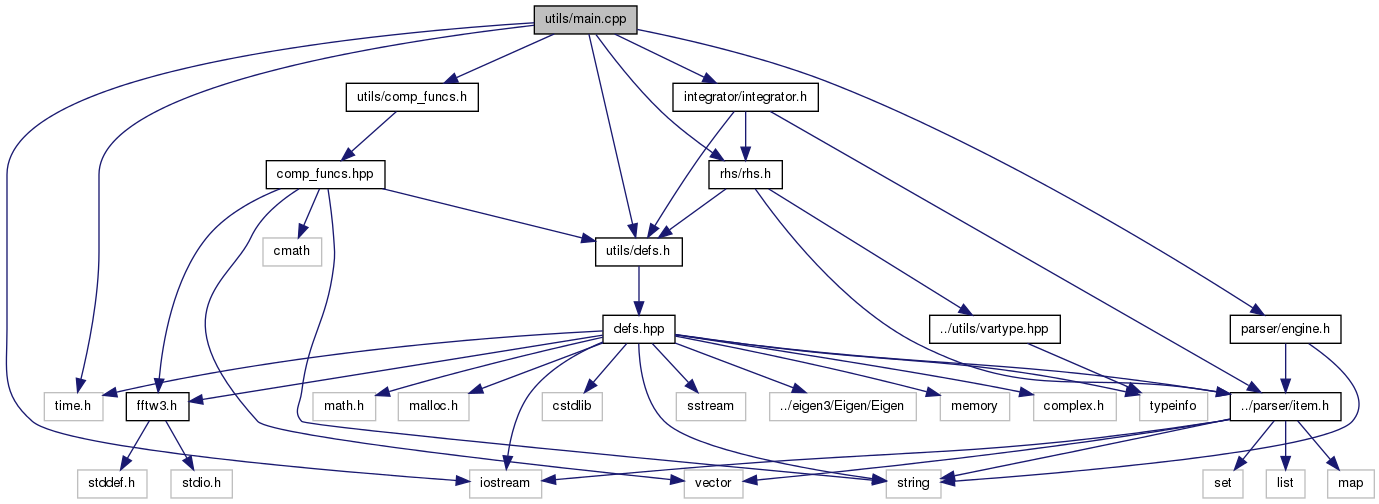 utils/main.cpp
utils/comp_funcs.h
integrator/integrator.h
comp_funcs.hpp
rhs/rhs.h
cmath
utils/defs.h
defs.hpp
../utils/vartype.hpp
parser/engine.h
time.h
fftw3.h
math.h
malloc.h
cstdlib
sstream
../eigen3/Eigen/Eigen
memory
complex.h
typeinfo
../parser/item.h
stddef.h
stdio.h
iostream
vector
string
set
list
map